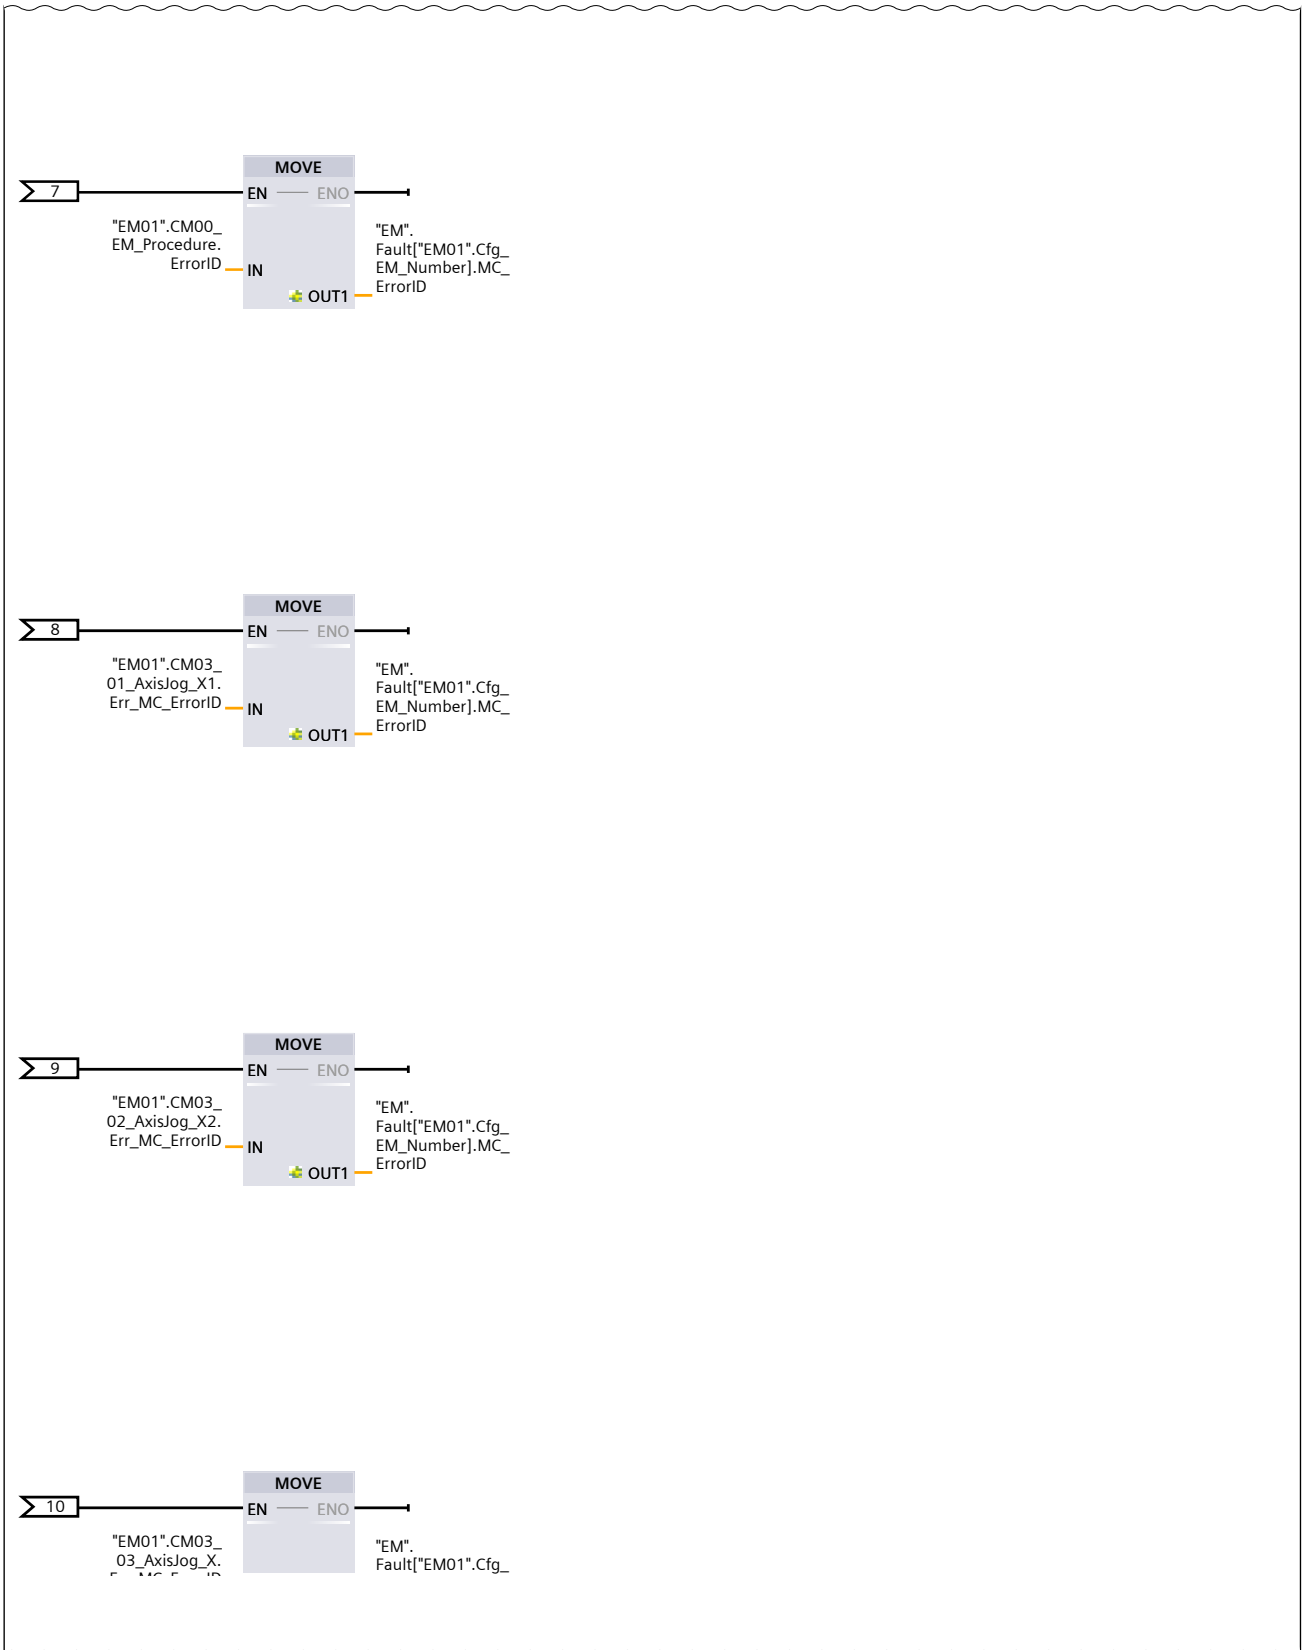 MOVE
7
EN
ENO
"EM01".CM00_
EM_Procedure.
ErrorID
IN
"EM".
Fault["EM01".Cfg_
EM_Number].MC_
ErrorID
OUT1
MOVE
8
EN
ENO
"EM01".CM03_
01_AxisJog_X1.
Err_MC_ErrorID
IN
"EM".
Fault["EM01".Cfg_
EM_Number].MC_
ErrorID
OUT1
MOVE
9
EN
ENO
"EM01".CM03_
02_AxisJog_X2.
Err_MC_ErrorID
IN
"EM".
Fault["EM01".Cfg_
EM_Number].MC_
ErrorID
OUT1
MOVE
10
EN
ENO
"EM01".CM03_
03_AxisJog_X.
"EM".
Fault["EM01".Cfg_